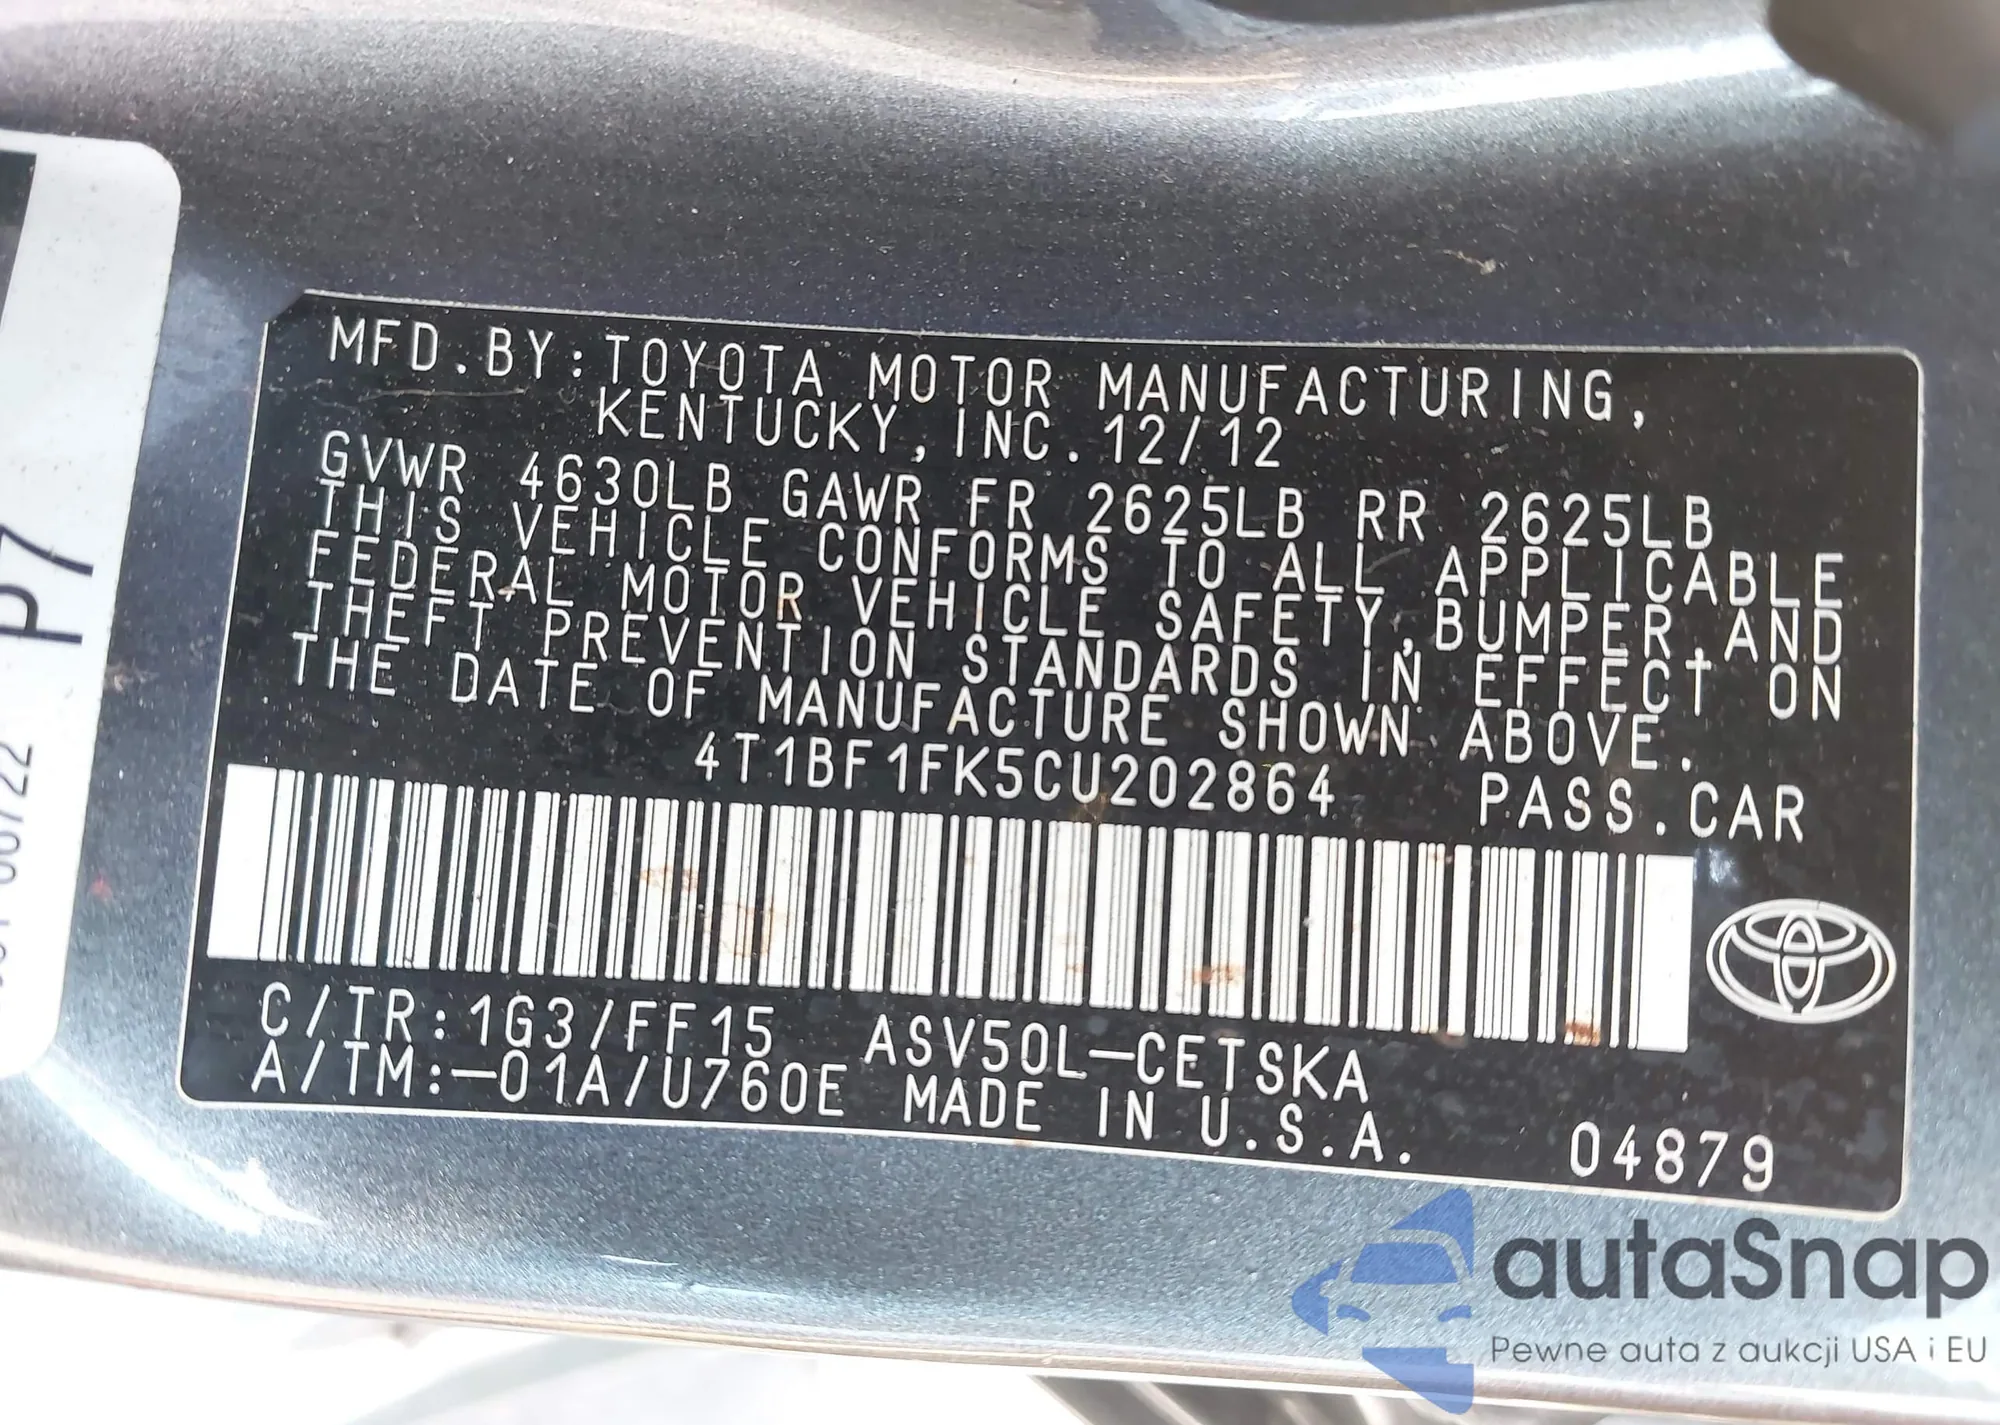 MFD.BY:TOYOTA MOTOR MANUFACTURING,
KENTUCKY, INC. 12/12
GVWR 4630LB GAWR FR 2625LB RR 2625LB
THIS VEHICLE CONFORMS TO ALL APPLICABLE
FEDERAL MOTOR VEHICLE SAFETY, BUMPER, AND
THEFT PREVENTION STANDARDS IN EFFECT ON
THE DATE OF MANUFACTURE SHOWN ABOVE.
4T1BF1FK5CU202864 PASS.CAR
C/TR:1G3/FF15 ASV50L-CETSKA
A/TM:-01A/U760E MADE IN U.S.A.
04879
P7
autaSnap
Pewne auta z aukcji USA i EU